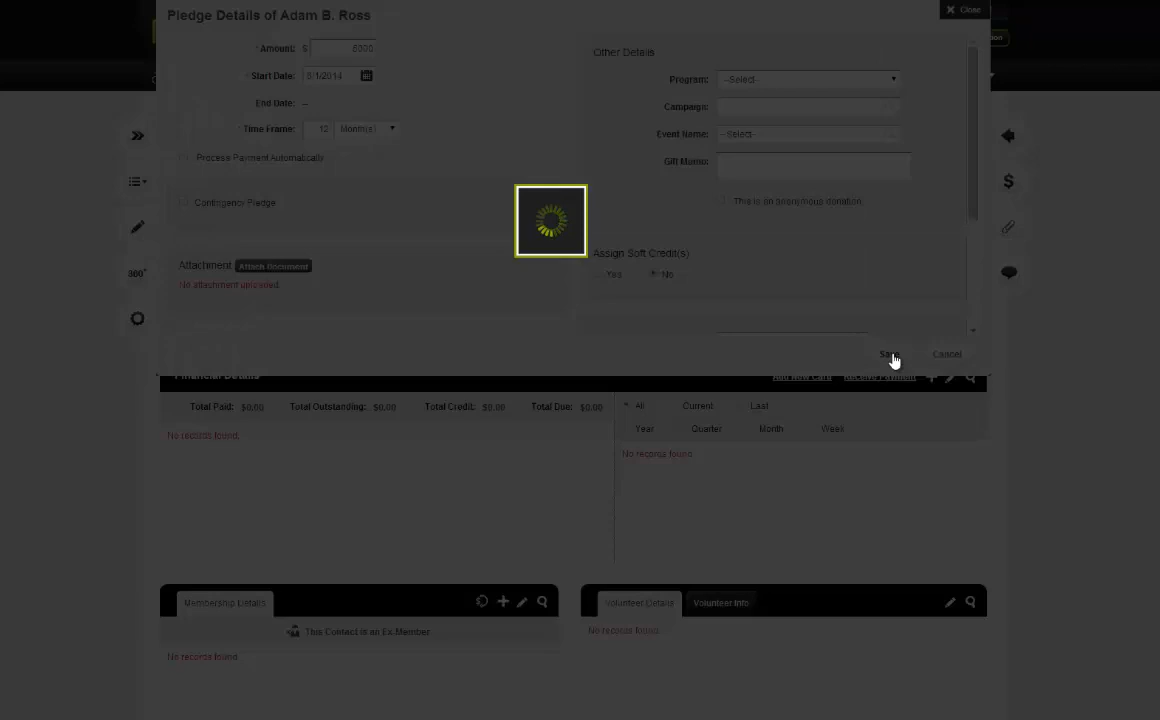 Pledge Details of Adam B. Ross
Close
* Amount: $
Start Date: /1/2014
End Date: --
* Time Frame: 12 Month(s)
Process Payment Automatically
Contingency Pledge
Attachment Attach Document
No attachment uploaded.
Other Details
Program: --Select--
Campaign:
Event Name: --Select--
Gift Memo:
This is an anonymous donation.
Assign Soft Credit(s)
Yes No
Save Cancel
360°
$
Financial Details
Add New Card Receive Payment
Total Paid: $0.00 Total Outstanding: $0.00 Total Credit: $0.00 Total Due: $0.00
No records found.
All Current Last
Year Quarter Month Week
No records found.
Membership Details
This Contact is an Ex Member
No records found.
Volunteer Details Volunteer Info
No records found.